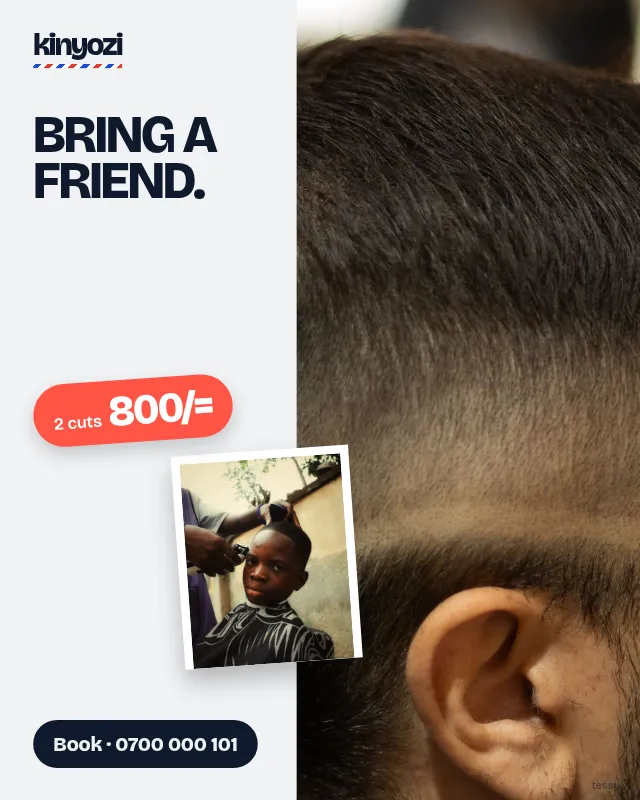 kinyozi
BRING A
FRIEND.
2 cuts 800/=
Book · 0700 000 101